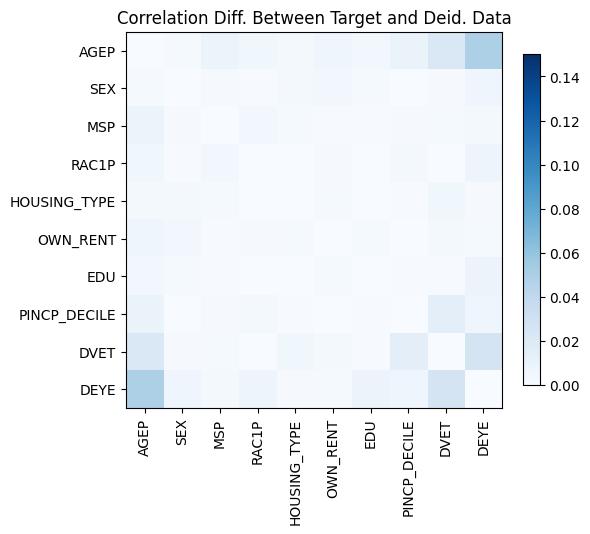 Correlation Diff. Between Target and Deid. Data
AGEP
SEX
MSP
RAC1P
HOUSING_TYPE
OWN_RENT
EDU
PINCP_DECILE
DVET
DEYE
0.14
0.12
0.10
0.08
0.06
0.04
0.02
0.00
AGEP
SEX
MSP
RAC1P
HOUSING_TYPE
OWN_RENT
EDU
PINCP_DECILE
DVET
DEYE